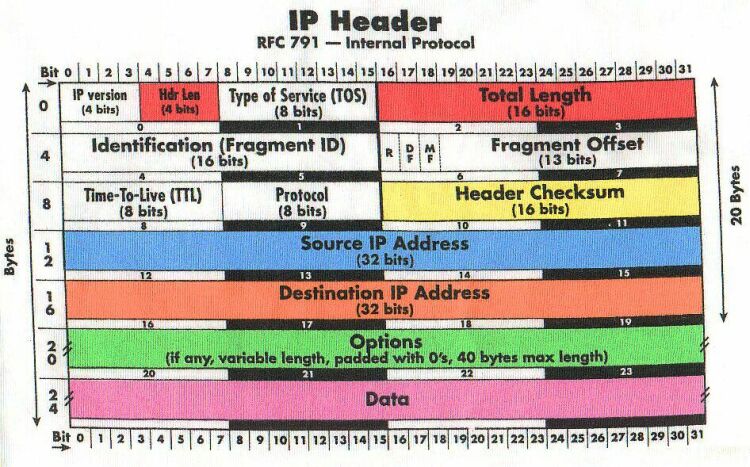 IP Header
RFC 791 — Internal Protocol
Bit 0 1 2 3 4 5 6 7 8 9 10 11 12 13 14 15 16 17 18 19 20 21 22 23 24 25 26 27 28 29 30 31
0 IP version Hdr Len Type of Service (TOS) Total Length
(4 bits) (4 bits) (8 bits) (16 bits)
0 1 2 3
4 Identification (Fragment ID) R DF MF Fragment Offset
(16 bits) (13 bits)
4 5 6 7
8 Time-To-Live (TTL) Protocol Header Checksum
(8 bits) (8 bits) (16 bits)
8 9 10 11
12 Source IP Address
(32 bits)
12 13 14 15
16 Destination IP Address
(32 bits)
16 17 18 19
20 Options
(if any, variable length, padded with 0's, 40 bytes max length)
20 21 22 23
24 Data
Bit 0 1 2 3 4 5 6 7 8 9 10 11 12 13 14 15 16 17 18 19 20 21 22 23 24 25 26 27 28 29 30 31
Bytes
20 Bytes